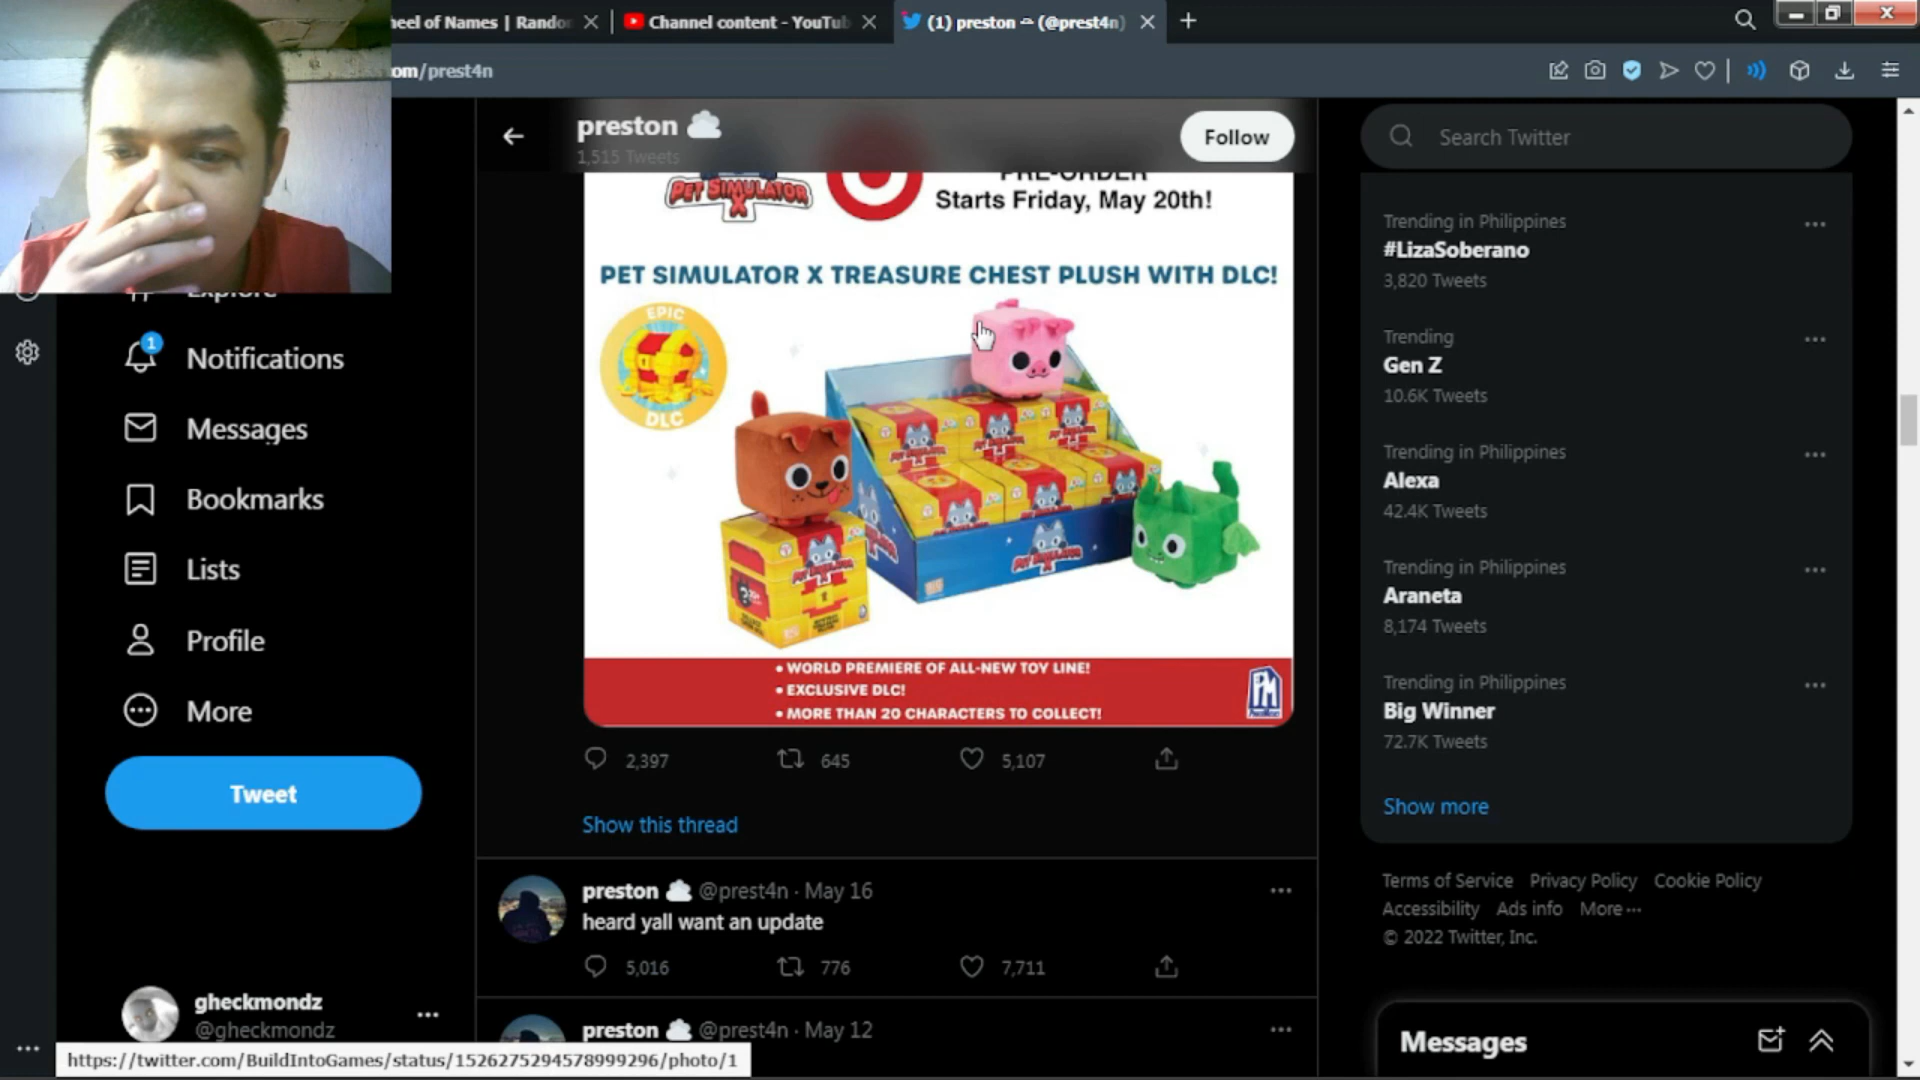 heel of Names | Rando
Channel content - YouTub
(1) preston (@prest4n)
om/prest4n
preston
1,515 Tweets
Follow
Search Twitter
PET SIMULATOR X
PRE-ORDER
Starts Friday, May 20th!
PET SIMULATOR X TREASURE CHEST PLUSH WITH DLC!
EPIC
DLC
PET SIMULATOR X
• WORLD PREMIERE OF ALL-NEW TOY LINE!
• EXCLUSIVE DLC!
• MORE THAN 20 CHARACTERS TO COLLECT!
PM
2,397
645
5,107
Show this thread
preston @prest4n · May 16
heard yall want an update
5,016
776
7,711
preston @prest4n · May 12
Explore
1
Notifications
Messages
Bookmarks
Lists
Profile
More
Tweet
gheckmondz
@gheckmondz
https://twitter.com/BuildIntoGames/status/1526275294578999296/photo/1
Trending in Philippines
#LizaSoberano
3,820 Tweets
Trending
Gen Z
10.6K Tweets
Trending in Philippines
Alexa
42.4K Tweets
Trending in Philippines
Araneta
8,174 Tweets
Trending in Philippines
Big Winner
72.7K Tweets
Show more
Terms of Service Privacy Policy Cookie Policy
Accessibility Ads info More ···
© 2022 Twitter, Inc.
Messages